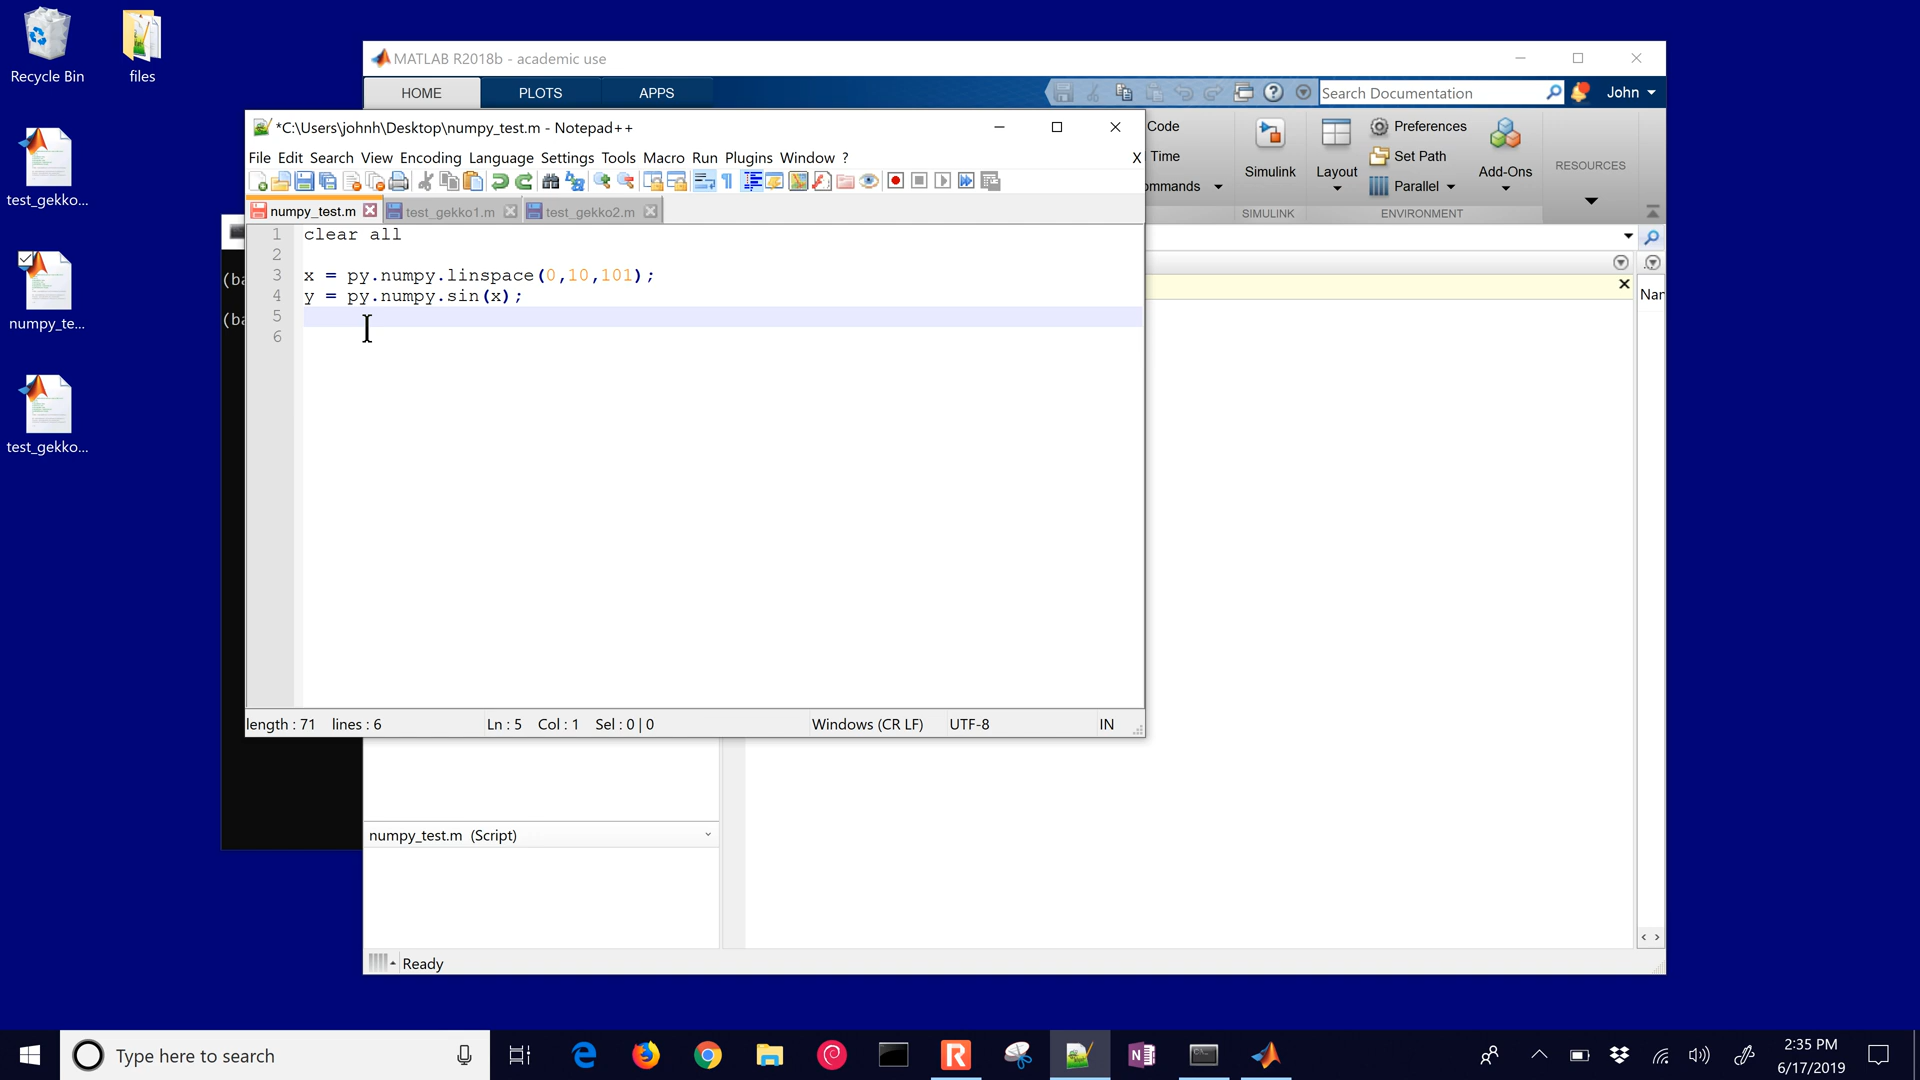 Recycle Bin
files
test_gekko...
numpy_te...
test_gekko...
MATLAB R2018b - academic use
HOME PLOTS APPS
Search Documentation
John
Code
Time
ommands
Simulink
Layout
Preferences
Set Path
Parallel
Add-Ons
RESOURCES
SIMULINK
ENVIRONMENT
Nar
*C:\Users\johnh\Desktop\numpy_test.m - Notepad++
File Edit Search View Encoding Language Settings Tools Macro Run Plugins Window ?
X
numpy_test.m test_gekko1.m test_gekko2.m
1 clear all
2
3 x = py.numpy.linspace(0,10,101);
4 y = py.numpy.sin(x);
5
6
length : 71 lines : 6 Ln : 5 Col : 1 Sel : 0 | 0 Windows (CR LF) UTF-8 IN
(ba
(ba
numpy_test.m (Script)
Ready
Type here to search
2:35 PM
6/17/2019